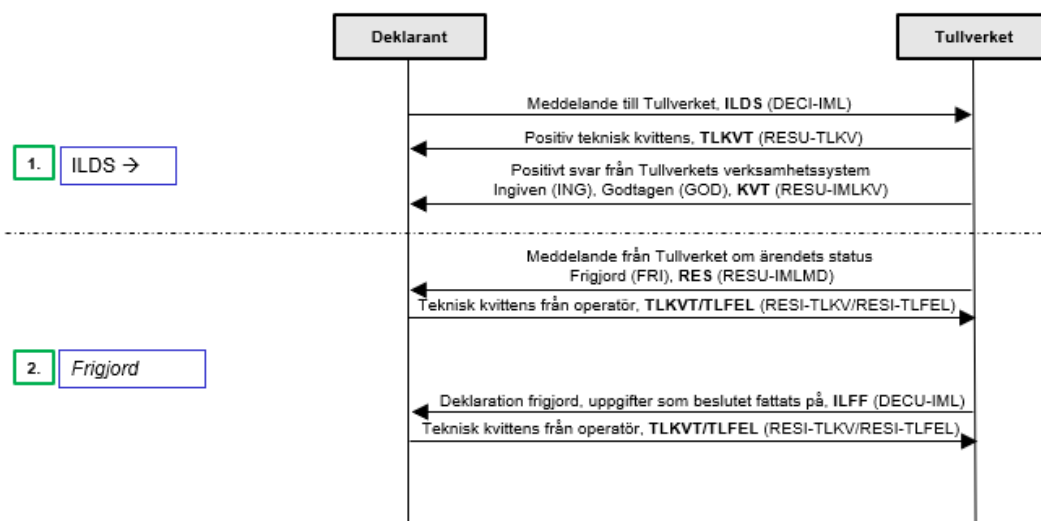 Deklarant
Tullverket
Meddelande till Tullverket, ILDS (DECI-IML)
Positiv teknisk kvittens, TLKVT (RESU-TLKV)
1.
ILDS →
Positivt svar från Tullverkets verksamhetssystem
Ingiven (ING), Godtagen (GOD), KVT (RESU-IMLKV)
Meddelande från Tullverket om ärendets status
Frigjord (FRI), RES (RESU-IMLMD)
Teknisk kvittens från operatör, TLKVT/TLFEL (RESI-TLKV/RESI-TLFEL)
2.
Frigjord
Deklaration frigjord, uppgifter som beslutet fattats på, ILFF (DECU-IML)
Teknisk kvittens från operatör, TLKVT/TLFEL (RESI-TLKV/RESI-TLFEL)